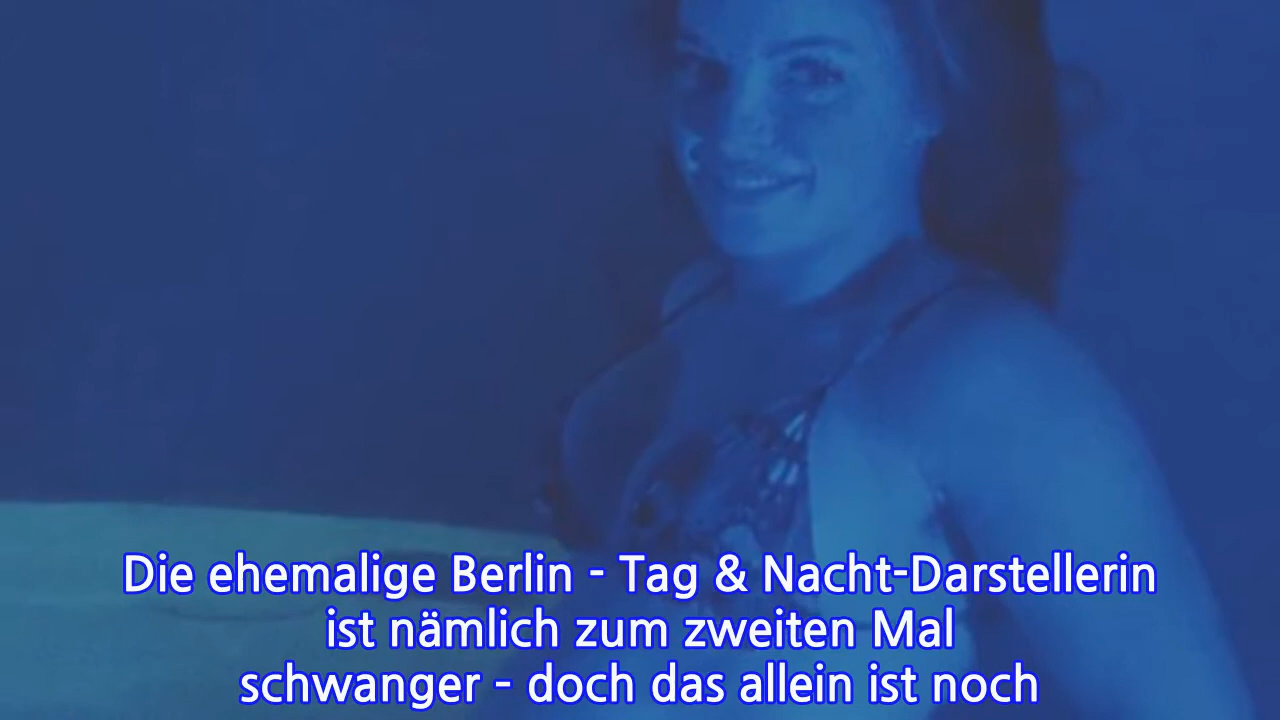 Die ehemalige Berlin - Tag & Nacht-Darstellerin
ist nämlich zum zweiten Mal
schwanger - doch das allein ist noch